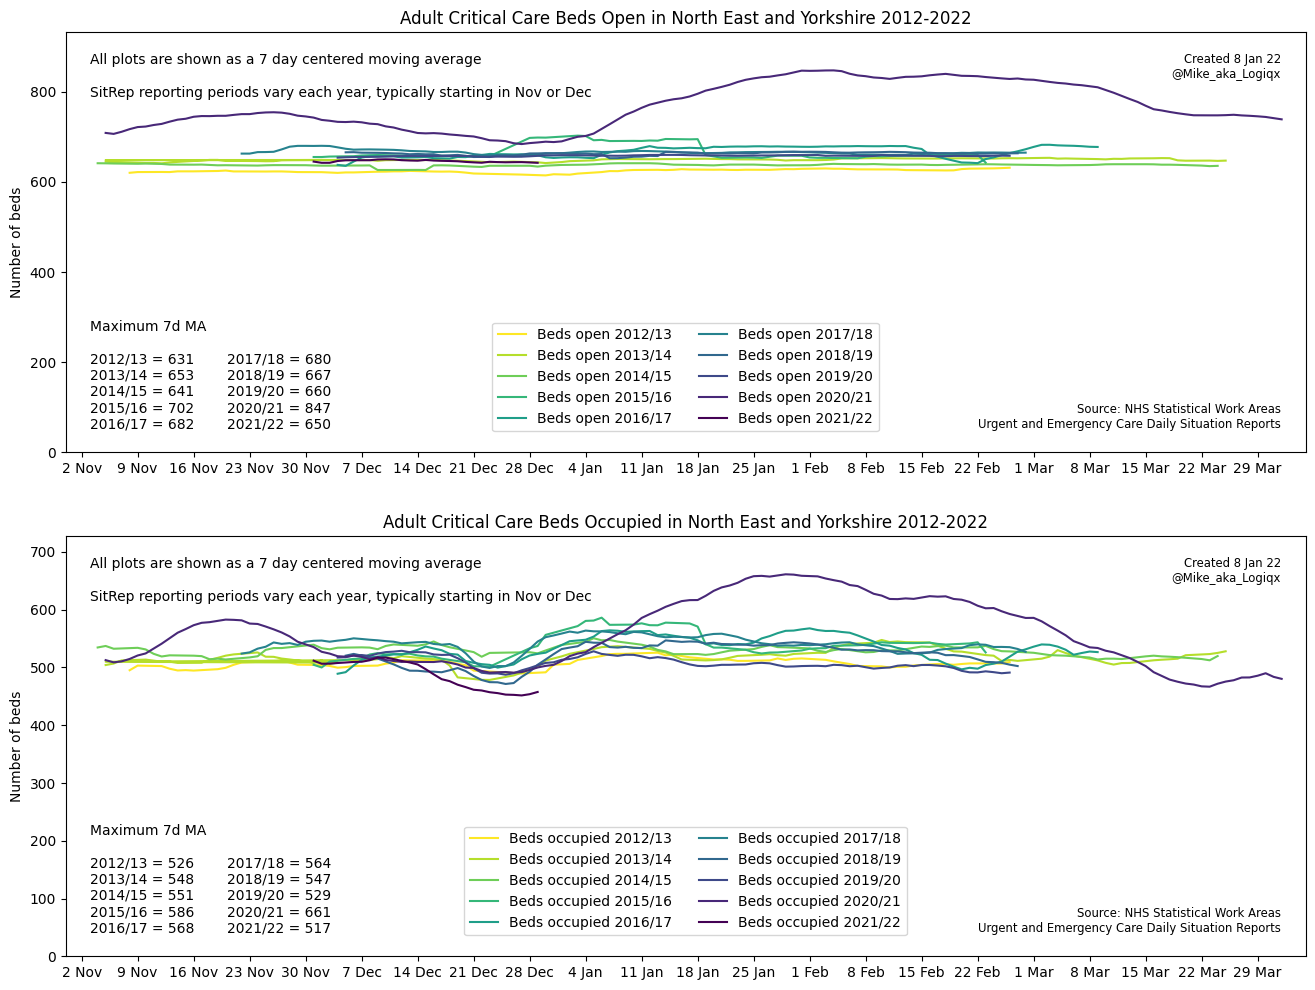 Adult Critical Care Beds Open in North East and Yorkshire 2012-2022
All plots are shown as a 7 day centered moving average
Created 8 Jan 22
@Mike_aka_Logiqx
SitRep reporting periods vary each year, typically starting in Nov or Dec
800
600
400
200
0
Number of beds
Maximum 7d MA
2012/13 = 631 2017/18 = 680
2013/14 = 653 2018/19 = 667
2014/15 = 641 2019/20 = 660
2015/16 = 702 2020/21 = 847
2016/17 = 682 2021/22 = 650
Beds open 2012/13 Beds open 2017/18
Beds open 2013/14 Beds open 2018/19
Beds open 2014/15 Beds open 2019/20
Beds open 2015/16 Beds open 2020/21
Beds open 2016/17 Beds open 2021/22
Source: NHS Statistical Work Areas
Urgent and Emergency Care Daily Situation Reports
2 Nov 9 Nov 16 Nov 23 Nov 30 Nov 7 Dec 14 Dec 21 Dec 28 Dec 4 Jan 11 Jan 18 Jan 25 Jan 1 Feb 8 Feb 15 Feb 22 Feb 1 Mar 8 Mar 15 Mar 22 Mar 29 Mar
Adult Critical Care Beds Occupied in North East and Yorkshire 2012-2022
All plots are shown as a 7 day centered moving average
Created 8 Jan 22
@Mike_aka_Logiqx
SitRep reporting periods vary each year, typically starting in Nov or Dec
700
600
500
400
300
200
100
0
Number of beds
Maximum 7d MA
2012/13 = 526 2017/18 = 564
2013/14 = 548 2018/19 = 547
2014/15 = 551 2019/20 = 529
2015/16 = 586 2020/21 = 661
2016/17 = 568 2021/22 = 517
Beds occupied 2012/13 Beds occupied 2017/18
Beds occupied 2013/14 Beds occupied 2018/19
Beds occupied 2014/15 Beds occupied 2019/20
Beds occupied 2015/16 Beds occupied 2020/21
Beds occupied 2016/17 Beds occupied 2021/22
Source: NHS Statistical Work Areas
Urgent and Emergency Care Daily Situation Reports
2 Nov 9 Nov 16 Nov 23 Nov 30 Nov 7 Dec 14 Dec 21 Dec 28 Dec 4 Jan 11 Jan 18 Jan 25 Jan 1 Feb 8 Feb 15 Feb 22 Feb 1 Mar 8 Mar 15 Mar 22 Mar 29 Mar